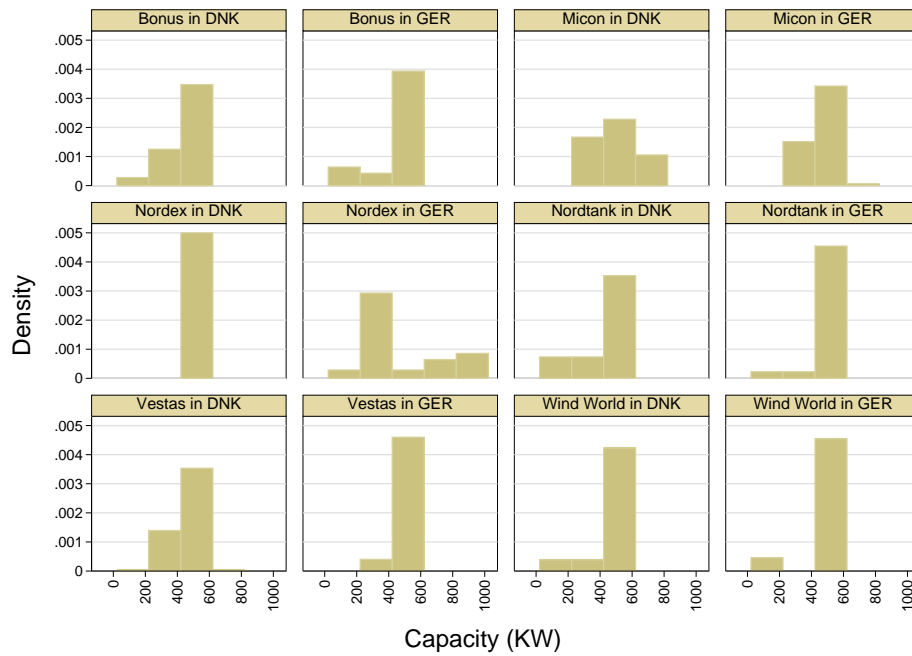 Bonus in DNK
Bonus in GER
Micon in DNK
Micon in GER
.005
.004
.003
.002
.001
0
Nordex in DNK
Nordex in GER
Nordtank in DNK
Nordtank in GER
.005
.004
.003
.002
.001
0
Vestas in DNK
Vestas in GER
Wind World in DNK
Wind World in GER
.005
.004
.003
.002
.001
0
Density
0 200 400 600 800 1000
0 200 400 600 800 1000
0 200 400 600 800 1000
0 200 400 600 800 1000
Capacity (KW)